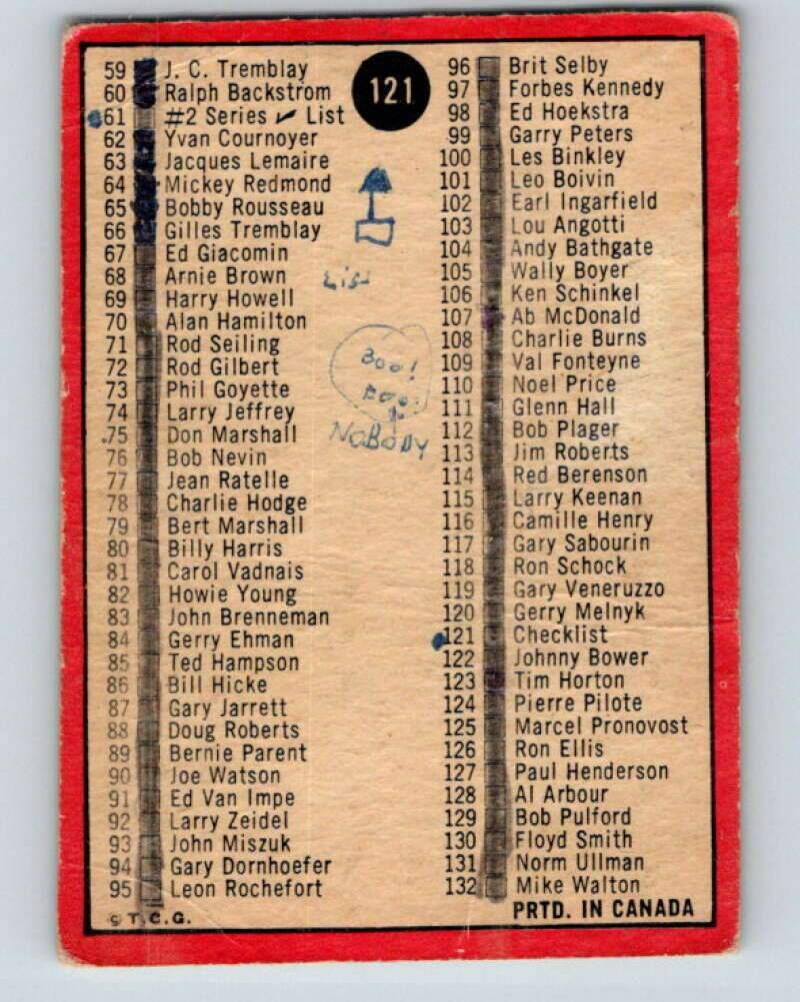 121
59 J. C. Tremblay
60 Ralph Backstrom
61 #2 Series ✓ List
62 Yvan Cournoyer
63 Jacques Lemaire
64 Mickey Redmond
65 Bobby Rousseau
66 Gilles Tremblay
67 Ed Giacomin
68 Arnie Brown
69 Harry Howell
70 Alan Hamilton
71 Rod Seiling
72 Rod Gilbert
73 Phil Goyette
74 Larry Jeffrey
75 Don Marshall
76 Bob Nevin
77 Jean Ratelle
78 Charlie Hodge
79 Bert Marshall
80 Billy Harris
81 Carol Vadnais
82 Howie Young
83 John Brenneman
84 Gerry Ehman
85 Ted Hampson
86 Bill Hicke
87 Gary Jarrett
88 Doug Roberts
89 Bernie Parent
90 Joe Watson
91 Ed Van Impe
92 Larry Zeidel
93 John Miszuk
94 Gary Dornhoefer
95 Leon Rochefort
© T.C.G.
List
Boo!
Boo!
NoBODY
96 Brit Selby
97 Forbes Kennedy
98 Ed Hoekstra
99 Garry Peters
100 Les Binkley
101 Leo Boivin
102 Earl Ingarfield
103 Lou Angotti
104 Andy Bathgate
105 Wally Boyer
106 Ken Schinkel
107 Ab McDonald
108 Charlie Burns
109 Val Fonteyne
110 Noel Price
111 Glenn Hall
112 Bob Plager
113 Jim Roberts
114 Red Berenson
115 Larry Keenan
116 Camille Henry
117 Gary Sabourin
118 Ron Schock
119 Gary Veneruzzo
120 Gerry Melnyk
121 Checklist
122 Johnny Bower
123 Tim Horton
124 Pierre Pilote
125 Marcel Pronovost
126 Ron Ellis
127 Paul Henderson
128 Al Arbour
129 Bob Pulford
130 Floyd Smith
131 Norm Ullman
132 Mike Walton
PRTD. IN CANADA